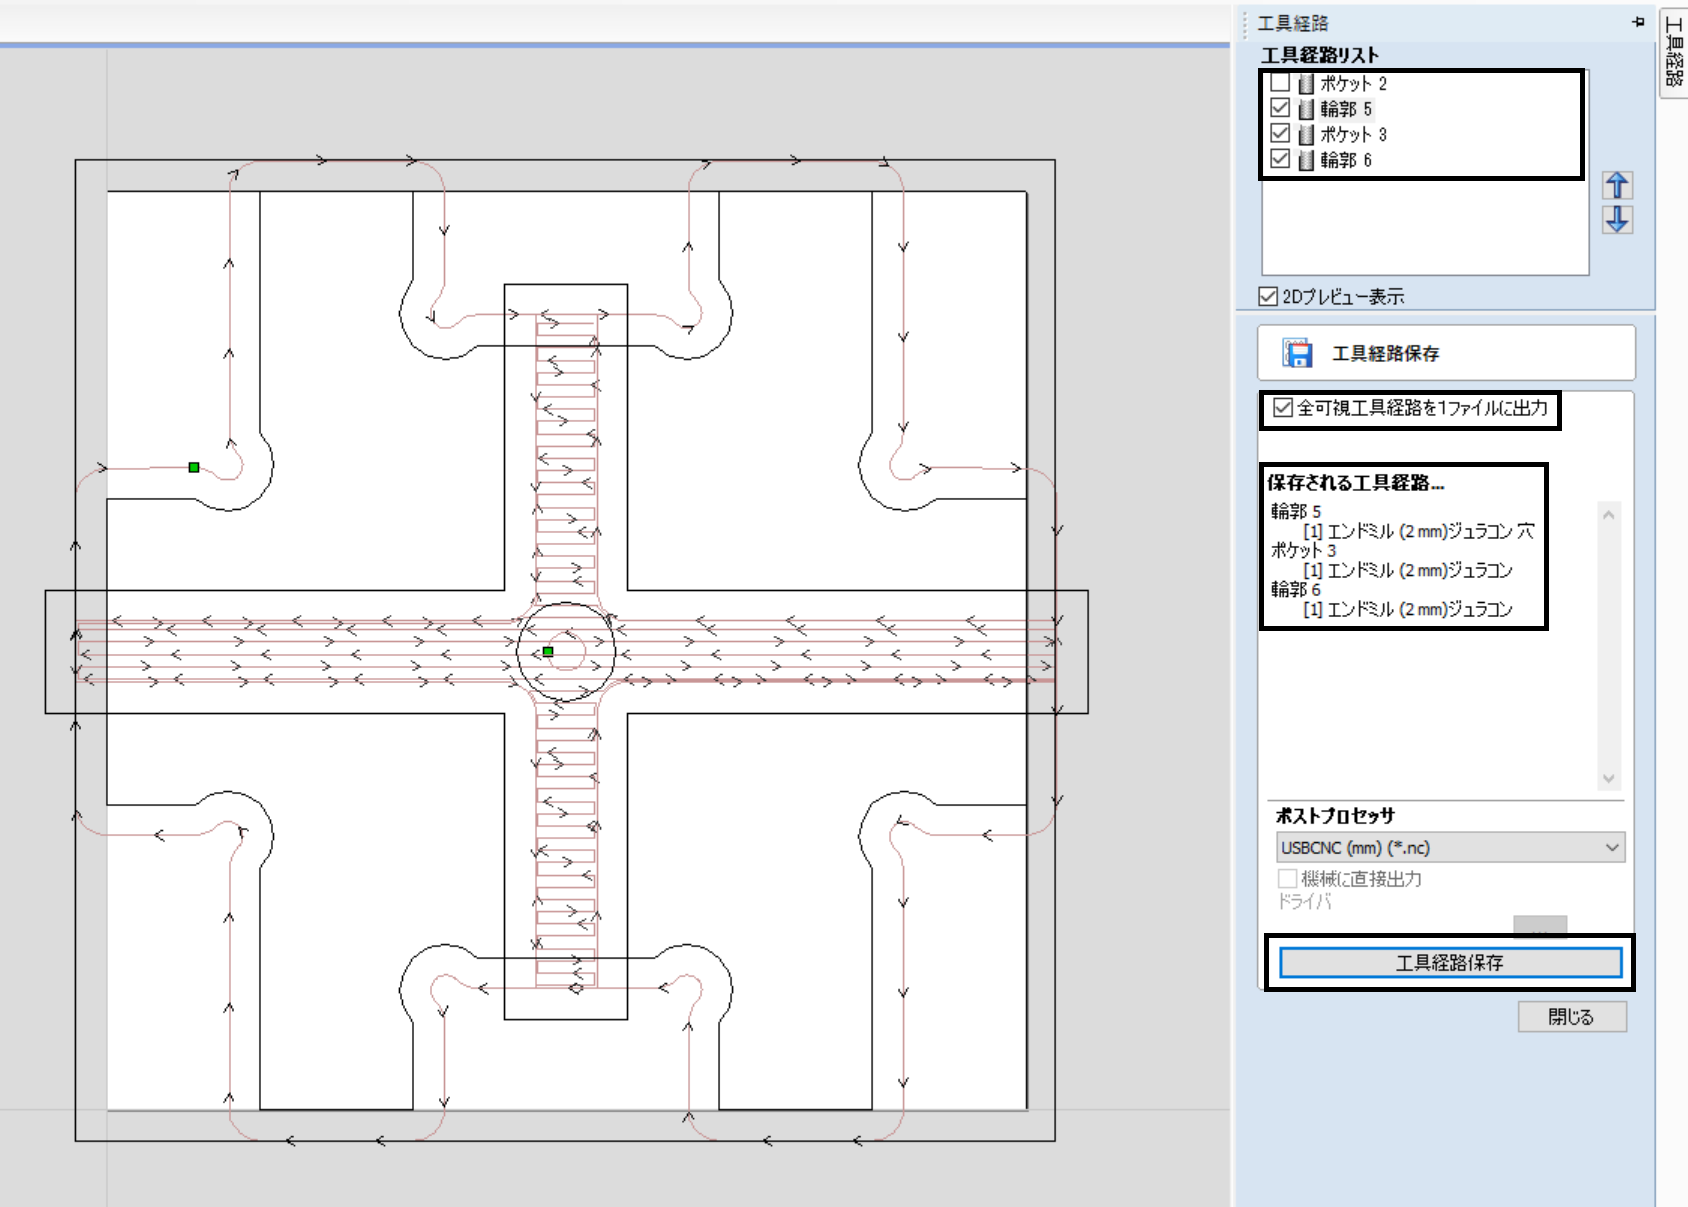 工具経路
工具経路
工具経路リスト
ポケット 2
輪郭 5
ポケット 3
輪郭 6
2Dプレビュー表示
工具経路保存
全可視工具経路を1ファイルに出力
保存される工具経路...
輪郭 5
[1] エンドミル (2 mm)ジュラコン 穴
ポケット 3
[1] エンドミル (2 mm)ジュラコン
輪郭 6
[1] エンドミル (2 mm)ジュラコン
ポストプロセッサ
USBCNC (mm) (*.nc)
機械に直接出力
ドライバ
...
工具経路保存
閉じる